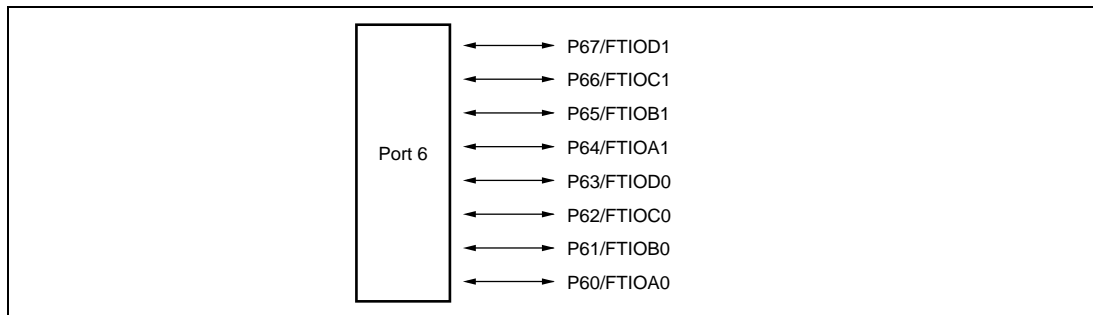 P67/FTIOD1
P66/FTIOC1
P65/FTIOB1
P64/FTIOA1
Port 6
P63/FTIOD0
P62/FTIOC0
P61/FTIOB0
P60/FTIOA0